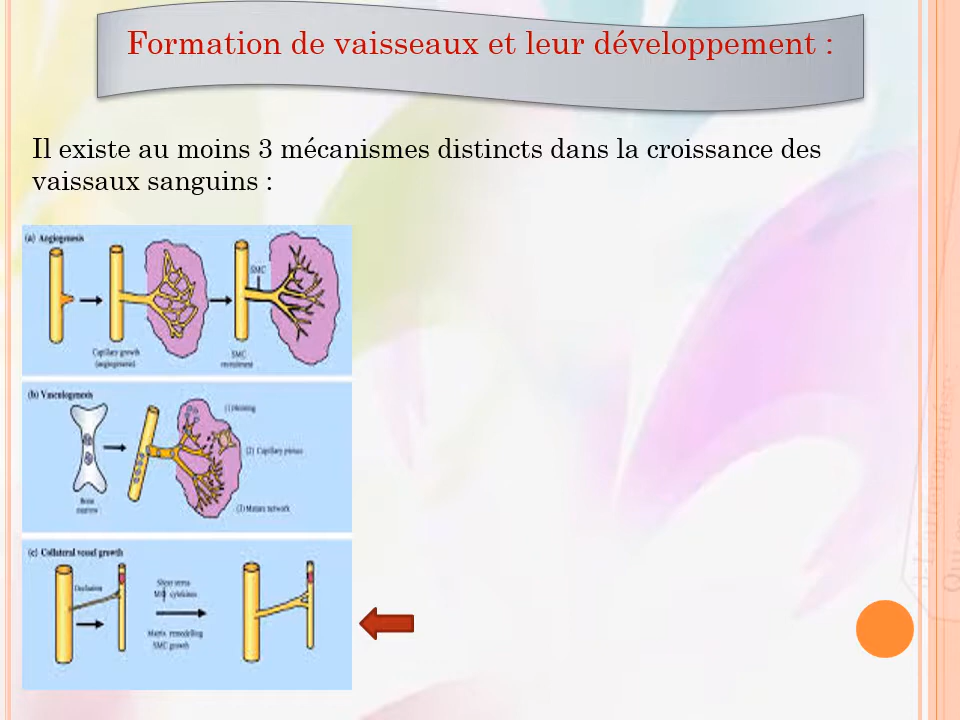 Formation de vaisseaux et leur développement :
Il existe au moins 3 mécanismes distincts dans la croissance des
vaissaux sanguins :
(a) Angiogenesis
SMC
Capillary growth
(angiogenesis)
SMC
recruitment
(b) Vasculogenesis
(1) Homing
(2) Capillary plexus
Bone
marrow
(3) Mature network
(c) Collateral vessel growth
Occlusion
Shear stress
cytokines
Matrix remodelling
SMC growth